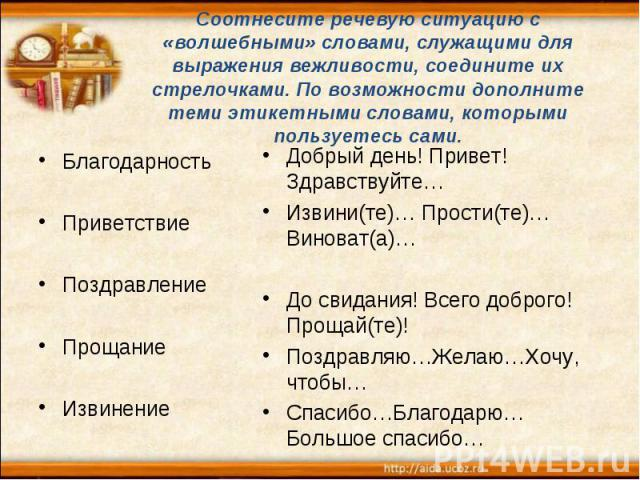 Соотнесите речевую ситуацию с
«волшебными» словами, служащими для
выражения вежливости, соедините их
стрелочками. По возможности дополните
теми этикетными словами, которыми
пользуетесь сами.
• Благодарность
• Приветствие
• Поздравление
• Прощание
• Извинение
• Добрый день! Привет!
Здравствуйте…
• Извини(те)… Прости(те)…
Виноват(а)…
• До свидания! Всего доброго!
Прощай(те)!
• Поздравляю…Желаю…Хочу,
чтобы…
• Спасибо…Благодарю…
Большое спасибо…
PPt4WEB.ru
http://aida.ucoz.ru